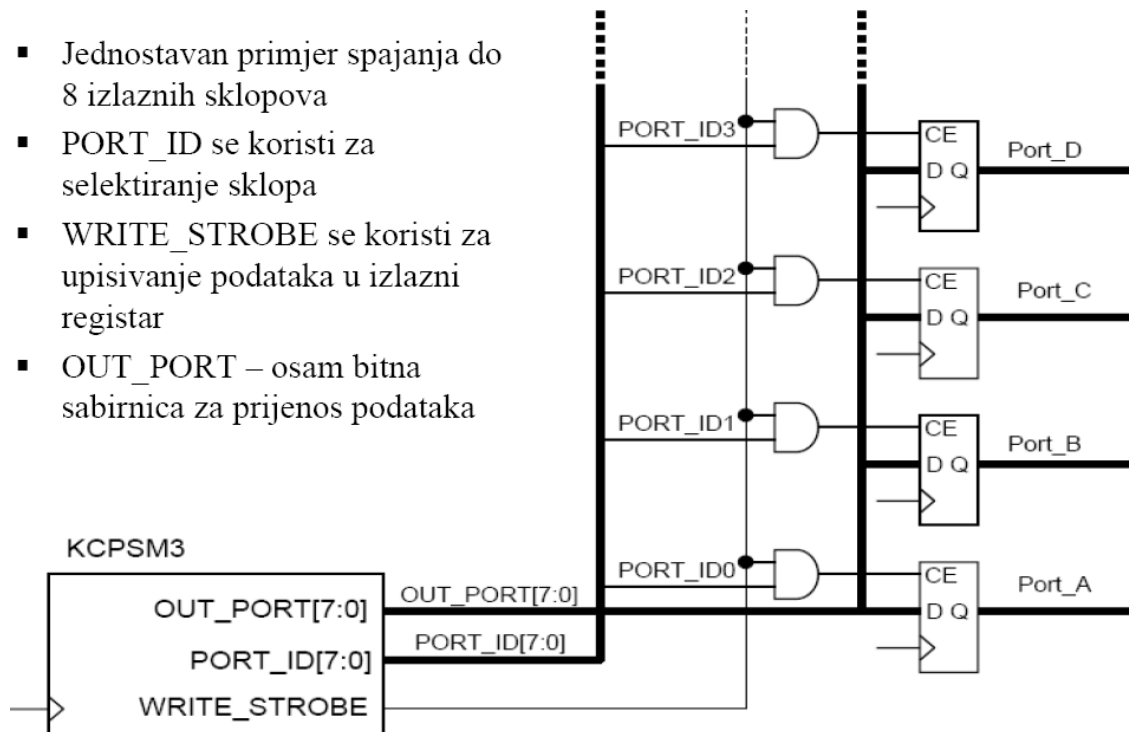 ▪ Jednostavan primjer spajanja do
8 izlaznih sklopova
▪ PORT_ID se koristi za
selektiranje sklopa
▪ WRITE_STROBE se koristi za
upisivanje podataka u izlazni
registar
▪ OUT_PORT – osam bitna
sabirnica za prijenos podataka
PORT_ID3
CE
D Q
Port_D
PORT_ID2
CE
D Q
Port_C
PORT_ID1
CE
D Q
Port_B
PORT_ID0
CE
D Q
Port_A
KCPSM3
OUT_PORT[7:0]
OUT_PORT[7:0]
PORT_ID[7:0]
PORT_ID[7:0]
WRITE_STROBE